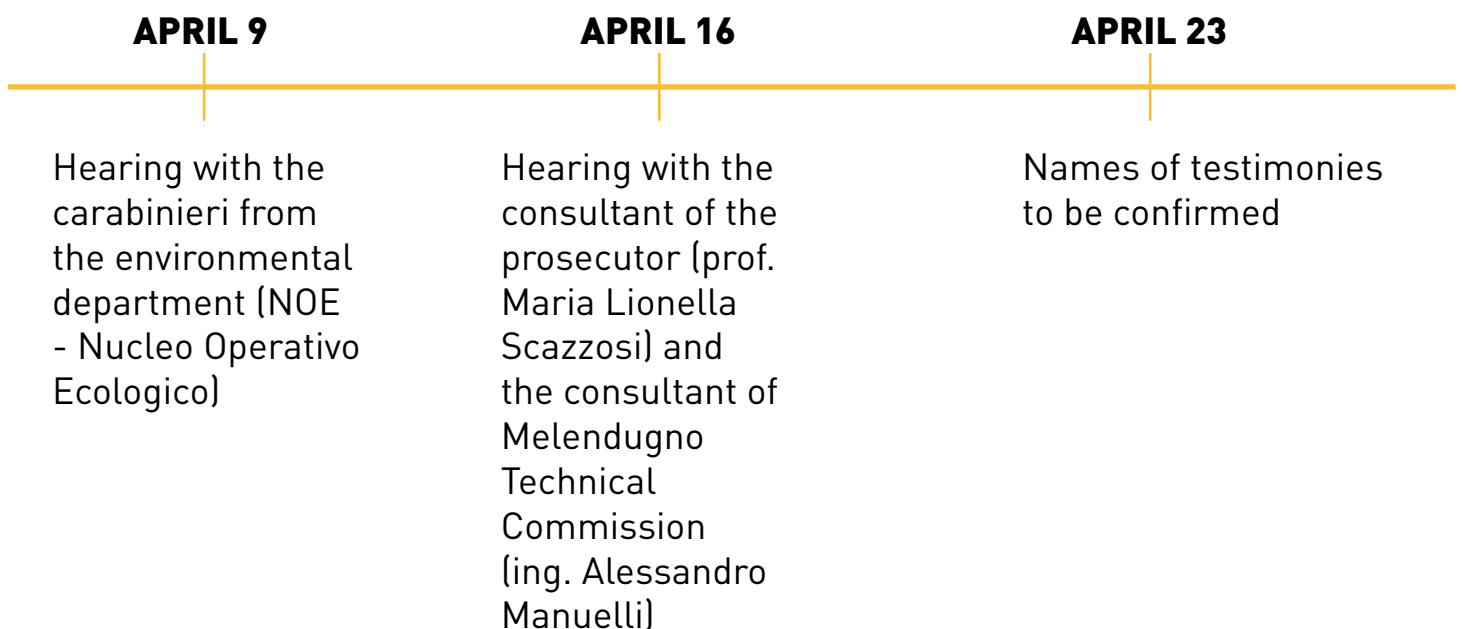 APRIL 9
Hearing with the
carabinieri from
the environmental
department (NOE
- Nucleo Operativo
Ecologico)
APRIL 16
Hearing with the
consultant of the
prosecutor (prof.
Maria Lionella
Scazzosi) and
the consultant of
Melendugno
Technical
Commission
(ing. Alessandro
Manuelli)
APRIL 23
Names of testimonies
to be confirmed